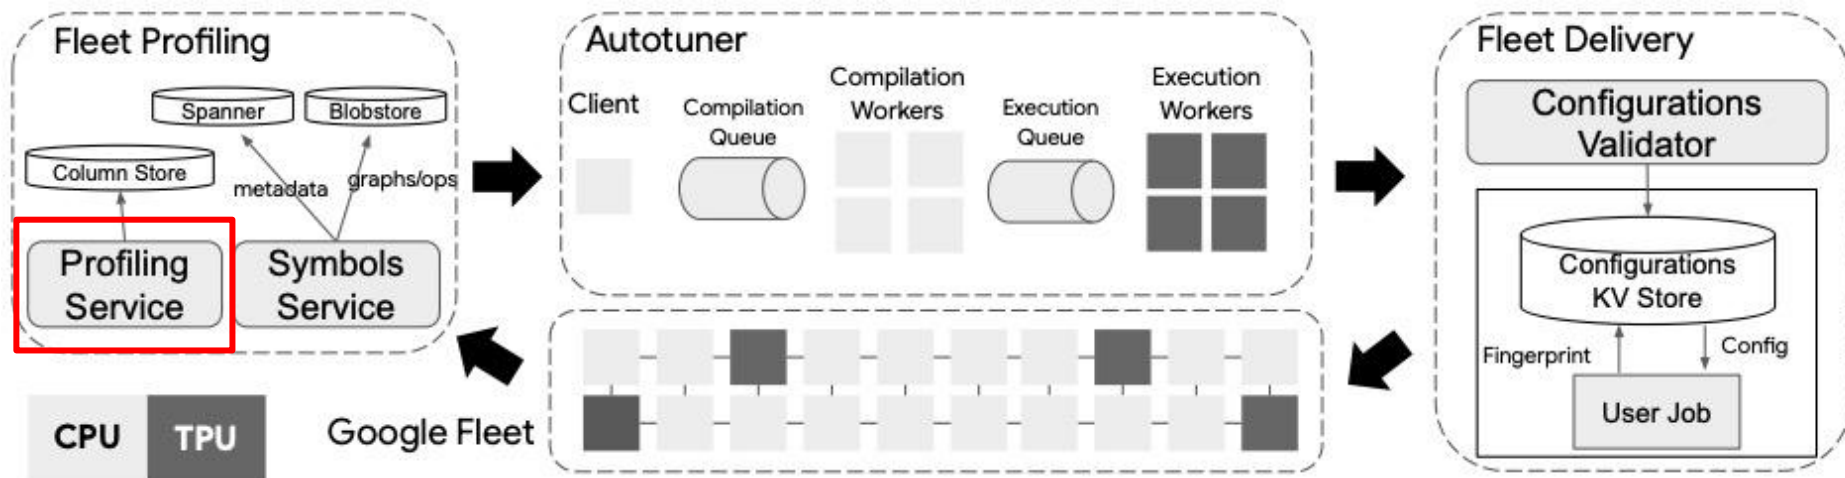 Fleet Profiling
Spanner
Blobstore
Column Store
metadata
graphs/ops
Profiling
Service
Symbols
Service
Autotuner
Client
Compilation
Queue
Compilation
Workers
Execution
Queue
Execution
Workers
Fleet Delivery
Configurations
Validator
Configurations
KV Store
Fingerprint
Config
User Job
CPU
TPU
Google Fleet